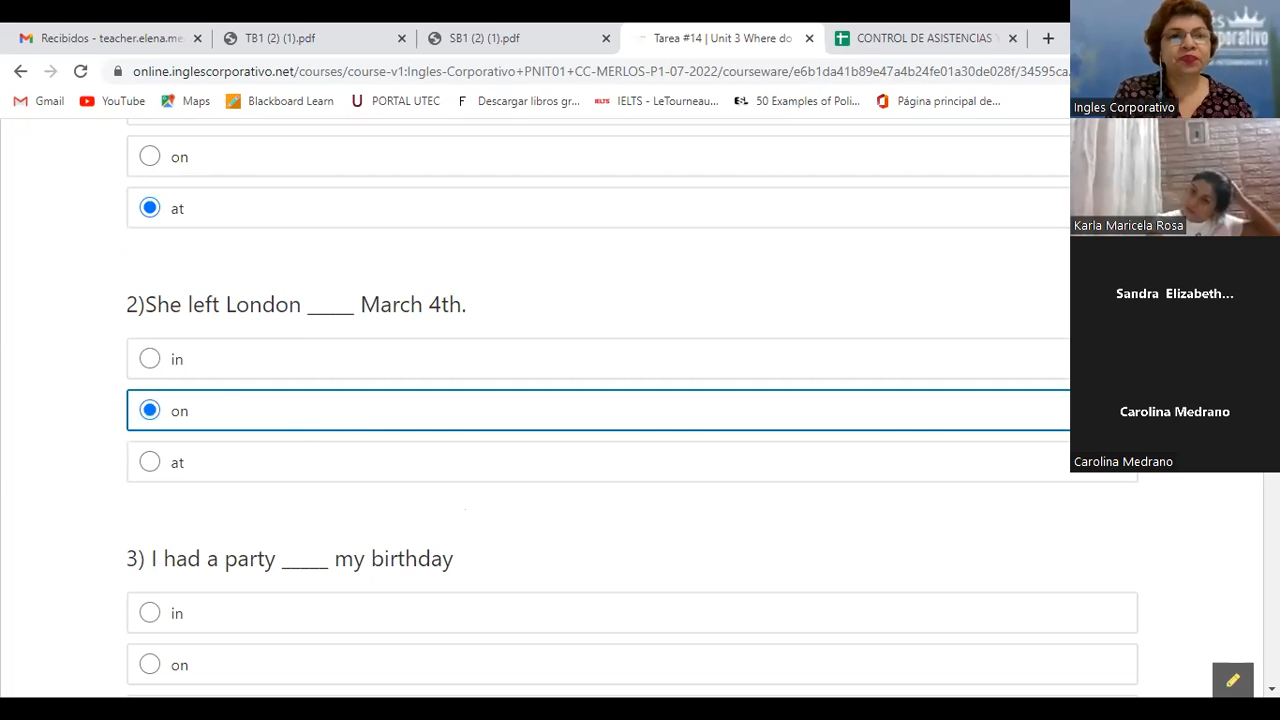 Recibidos - teacher.elena.me
TB1 (2) (1).pdf
SB1 (2) (6).pdf
Tarea #14 | Unit 3 Where do
CONTROL DE ASISTENCIAS Y
online.inglescorporativo.net/courses/course-v1:Ingles-Corporativo+PNIT01+CC-MERLOS-P1-07-2022/courseware/e6b1da41b89e47a4b24fe01a30de028f/34595ca
Gmail
YouTube
Maps
Blackboard Learn
PORTAL UTEC
Descargar libros gr...
IELTS - LeTourneau...
50 Examples of Poli...
Página principal de...
on
at
2)She left London _____ March 4th.
in
on
at
3) I had a party _____ my birthday
in
on
Ingles Corporativo
Karla Maricela Rosa
Sandra Elizabeth...
Carolina Medrano
Carolina Medrano